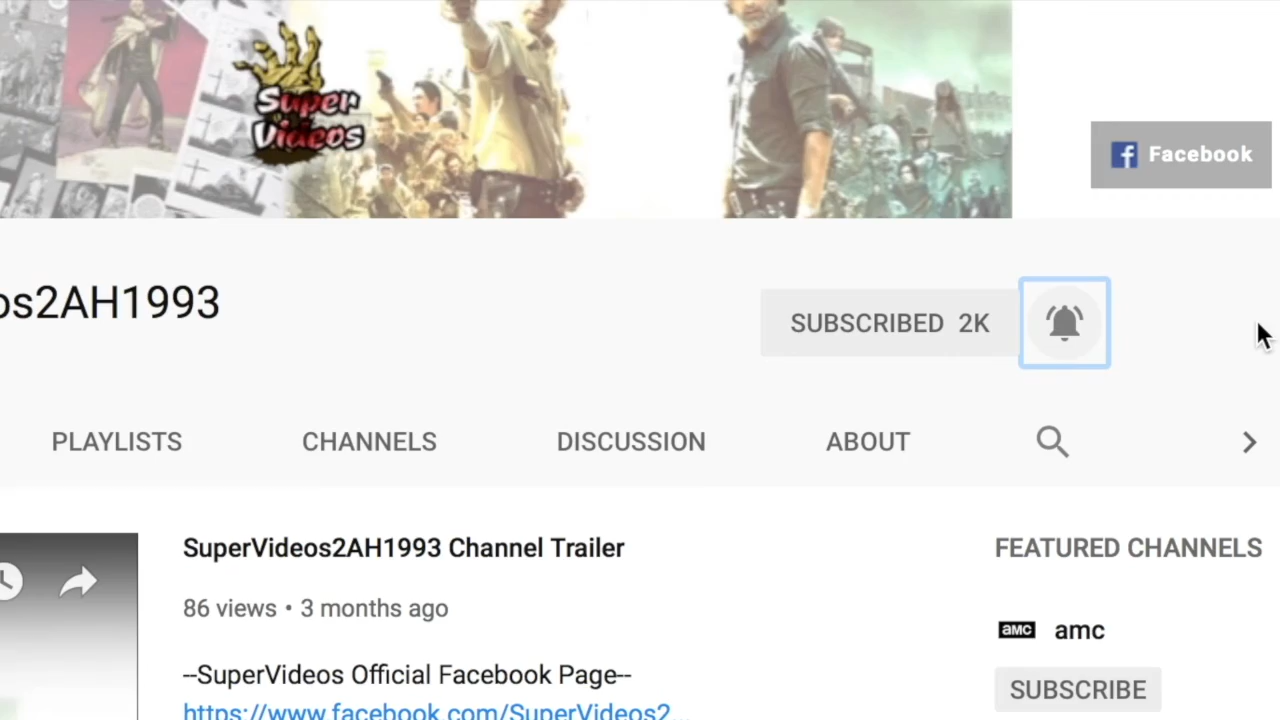 Super
Videos
Facebook
os2AH1993
SUBSCRIBED 2K
PLAYLISTS CHANNELS DISCUSSION ABOUT
SuperVideos2AH1993 Channel Trailer
FEATURED CHANNELS
86 views • 3 months ago
amc amc
--SuperVideos Official Facebook Page--
SUBSCRIBE
https://www.facebook.com/SuperVideos2...